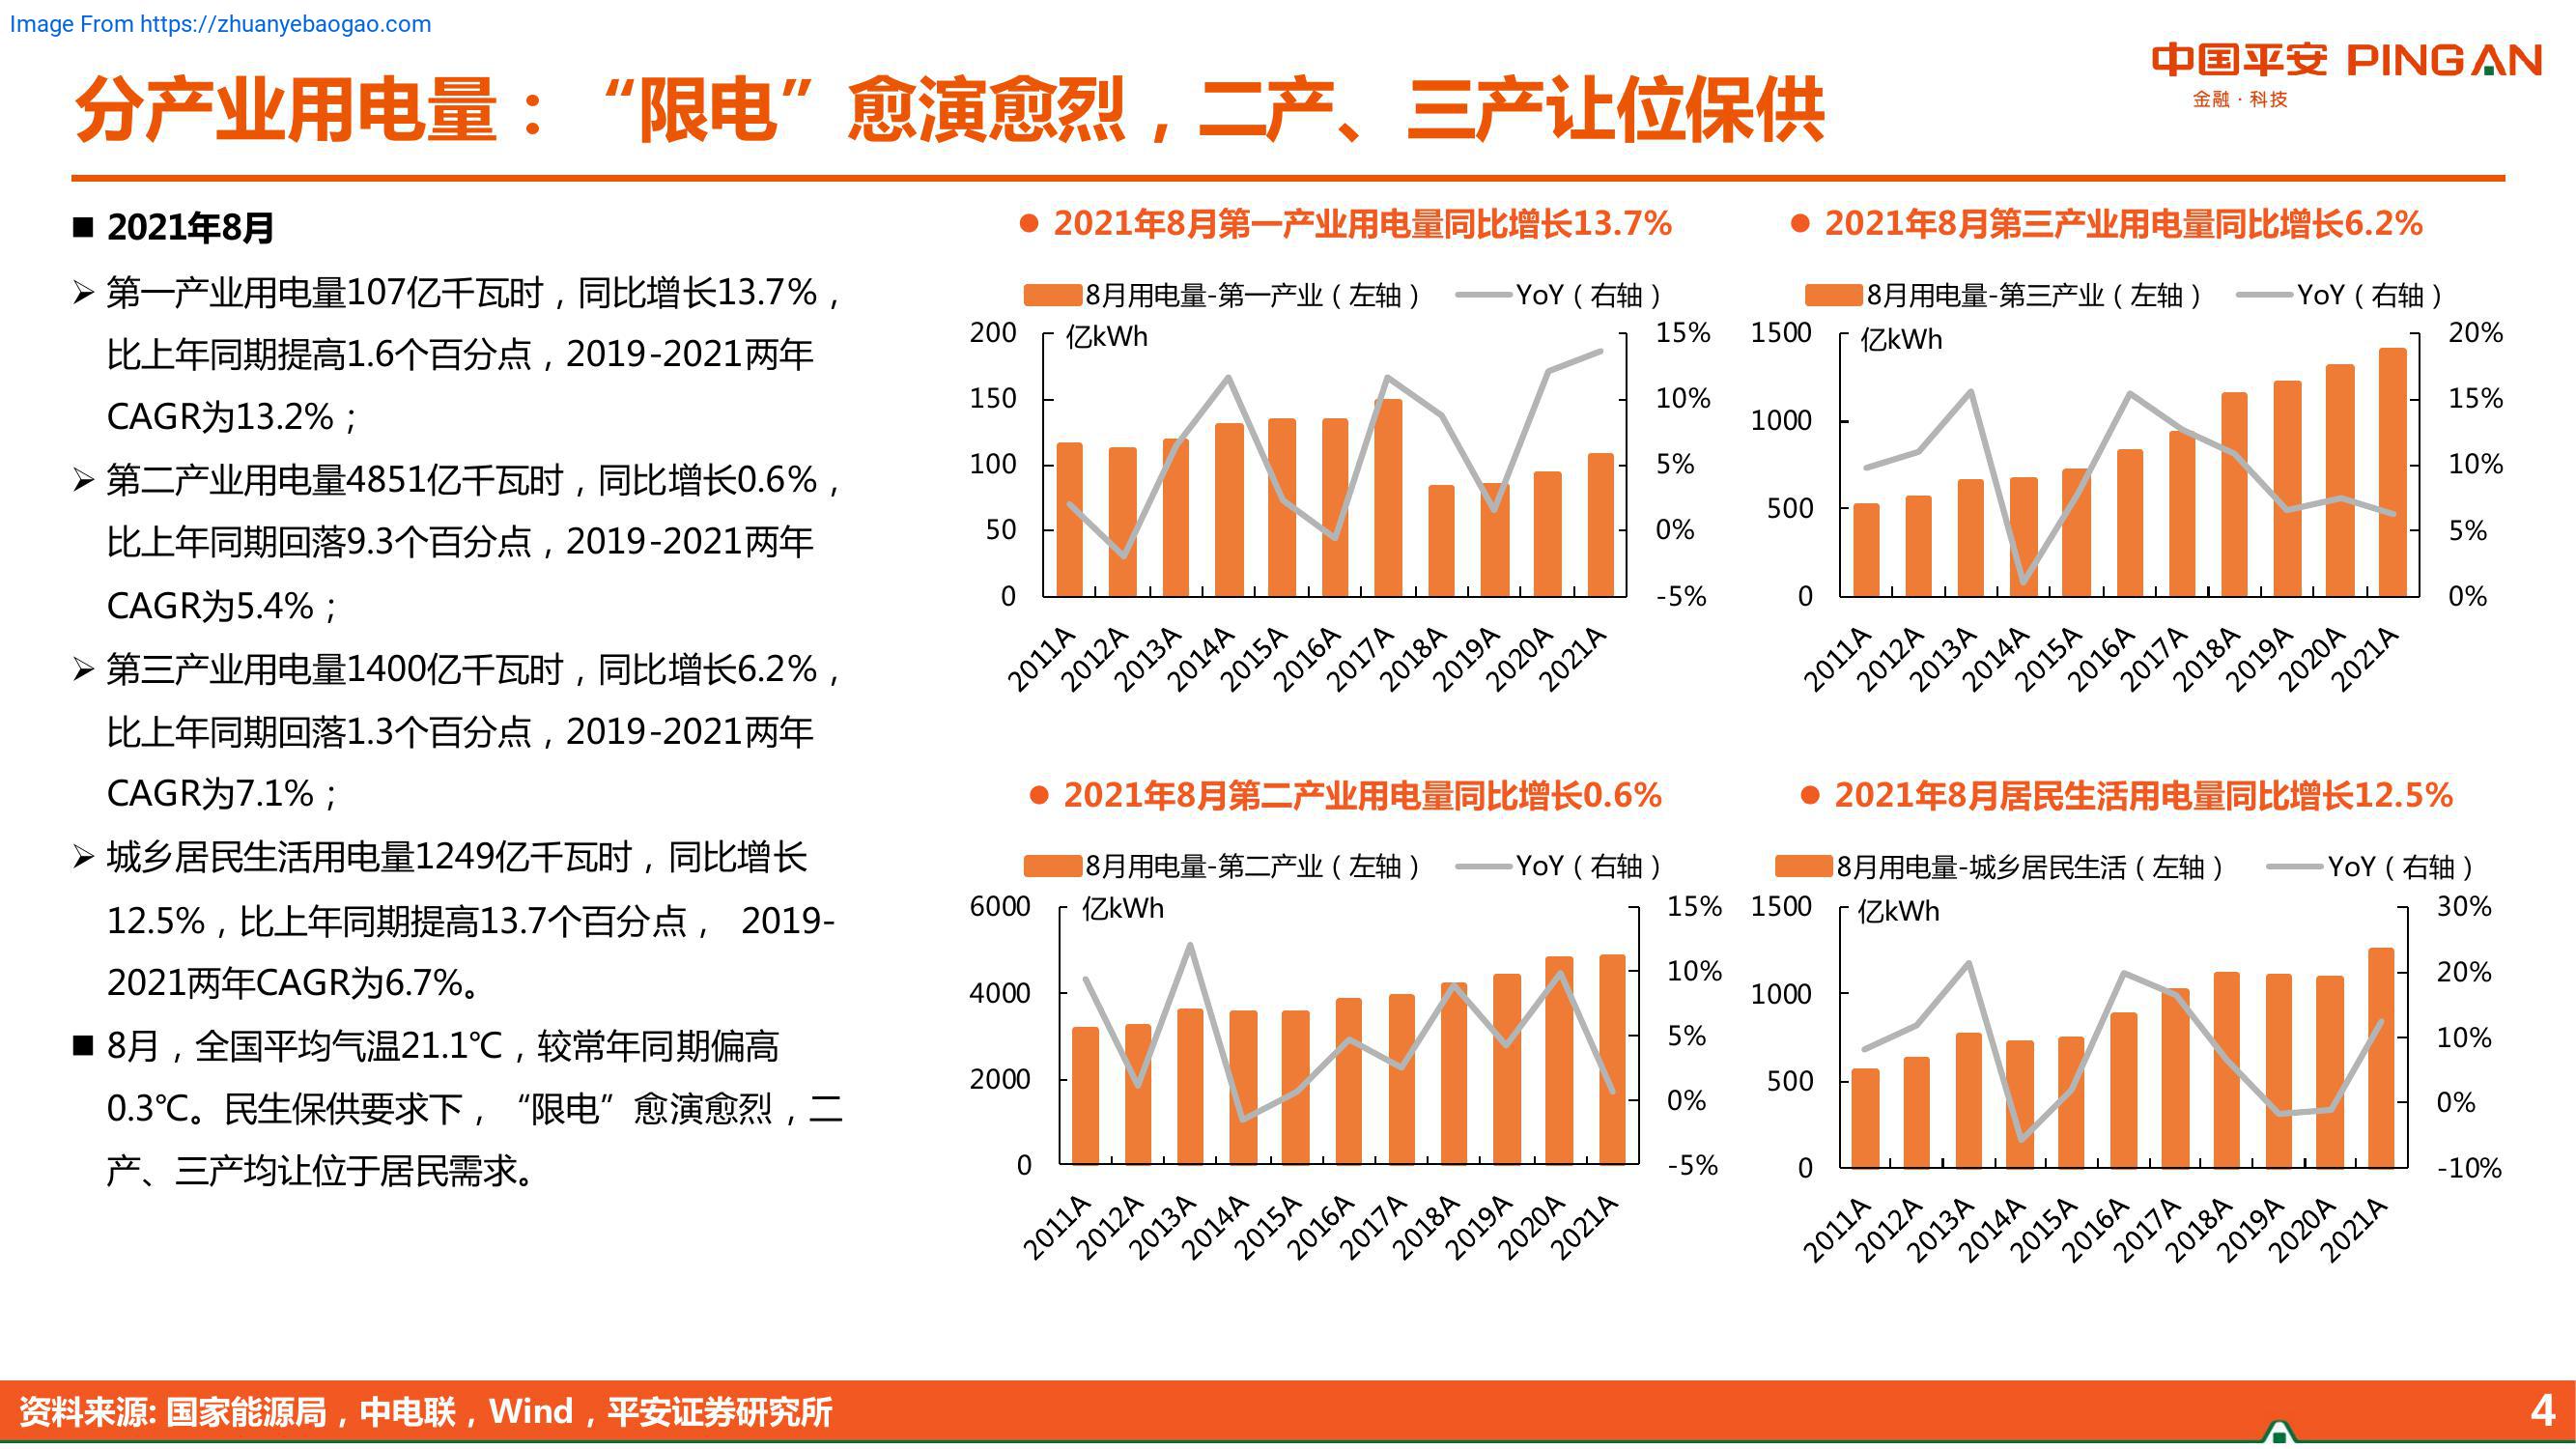 Image From https://zhuanyebaogao.com
中国平安 PINGAN
金融·科技
分产业用电量：“限电”愈演愈烈，二产、三产让位保供
■ 2021年8月
➢ 第一产业用电量107亿千瓦时，同比增长13.7%，
比上年同期提高1.6个百分点，2019-2021两年
CAGR为13.2%；
➢ 第二产业用电量4851亿千瓦时，同比增长0.6%，
比上年同期回落9.3个百分点，2019-2021两年
CAGR为5.4%；
➢ 第三产业用电量1400亿千瓦时，同比增长6.2%，
比上年同期回落1.3个百分点，2019-2021两年
CAGR为7.1%；
➢ 城乡居民生活用电量1249亿千瓦时，同比增长
12.5%，比上年同期提高13.7个百分点， 2019-
2021两年CAGR为6.7%。
■ 8月，全国平均气温21.1℃，较常年同期偏高
0.3℃。民生保供要求下，“限电”愈演愈烈，二
产、三产均让位于居民需求。
● 2021年8月第一产业用电量同比增长13.7%
8月用电量-第一产业（左轴） YoY（右轴）
亿kWh
200 15%
150 10%
100 5%
50 0%
0 -5%
2011A 2012A 2013A 2014A 2015A 2016A 2017A 2018A 2019A 2020A 2021A
● 2021年8月第三产业用电量同比增长6.2%
8月用电量-第三产业（左轴） YoY（右轴）
亿kWh
1500 20%
15%
1000
10%
500
5%
0 0%
2011A 2012A 2013A 2014A 2015A 2016A 2017A 2018A 2019A 2020A 2021A
● 2021年8月第二产业用电量同比增长0.6%
8月用电量-第二产业（左轴） YoY（右轴）
亿kWh
6000 15%
10%
4000
5%
2000
0%
0 -5%
2011A 2012A 2013A 2014A 2015A 2016A 2017A 2018A 2019A 2020A 2021A
● 2021年8月居民生活用电量同比增长12.5%
8月用电量-城乡居民生活（左轴） YoY（右轴）
亿kWh
1500 30%
20%
1000
10%
500
0%
0 -10%
2011A 2012A 2013A 2014A 2015A 2016A 2017A 2018A 2019A 2020A 2021A
资料来源: 国家能源局，中电联，Wind，平安证券研究所
4